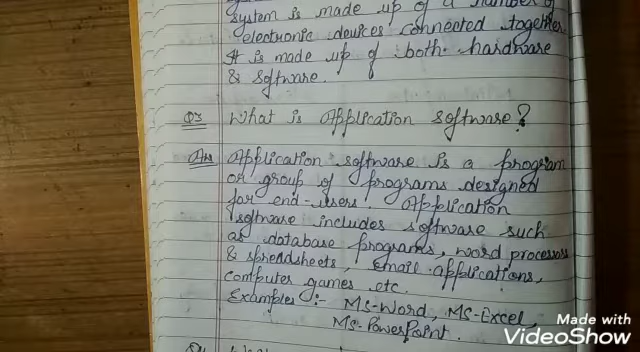 system is made up of a number of
electronic devices connected together
It is made up of both hardware
& software.
Q3 What is Application software?
Ans Application software is a program
or group of programs designed
for end-users. Application
software includes software such
as database programs, word processors
& spreadsheets, Email applications,
computer games etc.
Examples :- MS-Word, MS-Excel
MS-PowerPoint.
Made with
VideoShow